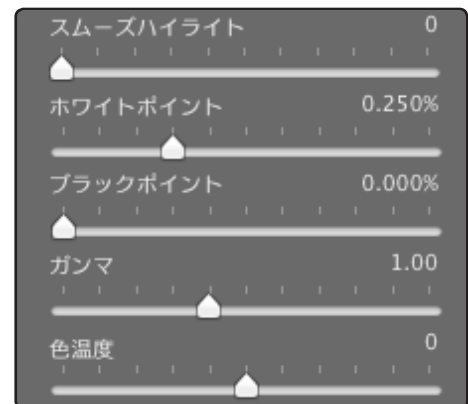 スムーズハイライト 0
ホワイトポイント 0.250%
ブラックポイント 0.000%
ガンマ 1.00
色温度 0